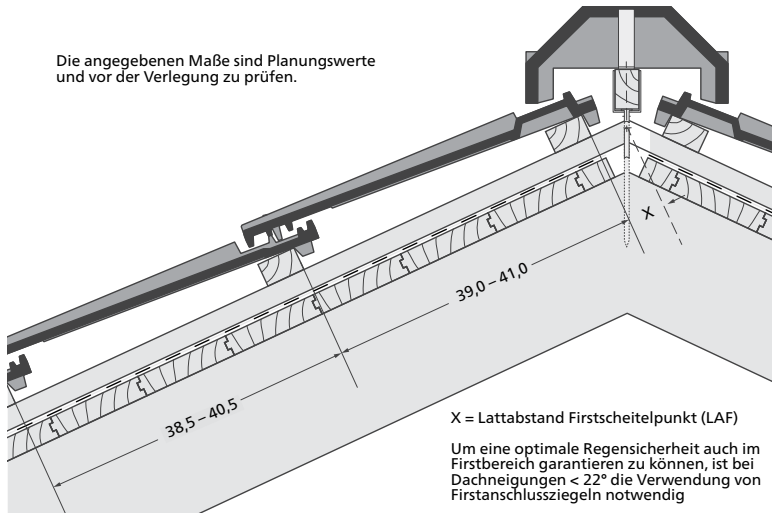 Die angegebenen Maße sind Planungswerte
und vor der Verlegung zu prüfen.
X
39,0 – 41,0
38,5 – 40,5
X = Lattabstand Firstscheitelpunkt (LAF)
Um eine optimale Regensicherheit auch im
Firstbereich garantieren zu können, ist bei
Dachneigungen < 22° die Verwendung von
Firstanschlussziegeln notwendig